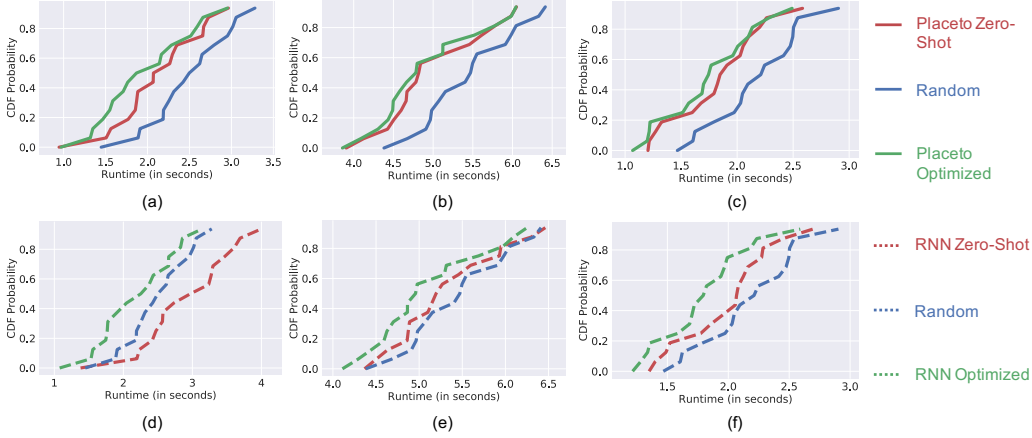 CDF Probability
0.8
0.6
0.4
0.2
0.0
1.0 1.5 2.0 2.5 3.0 3.5
Runtime (in seconds)
(a)
CDF Probability
0.8
0.6
0.4
0.2
0.0
4.0 4.5 5.0 5.5 6.0 6.5
Runtime (in seconds)
(b)
CDF Probability
0.8
0.6
0.4
0.2
0.0
1.0 1.5 2.0 2.5 3.0
Runtime (in seconds)
(c)
Placeto Zero-
Shot
Random
Placeto
Optimized
CDF Probability
0.8
0.6
0.4
0.2
0.0
1 2 3 4
Runtime (in seconds)
(d)
CDF Probability
0.8
0.6
0.4
0.2
0.0
4.0 4.5 5.0 5.5 6.0 6.5
Runtime (in seconds)
(e)
CDF Probability
0.8
0.6
0.4
0.2
0.0
1.5 2.0 2.5 3.0
Runtime (in seconds)
(f)
RNN Zero-Shot
Random
RNN Optimized